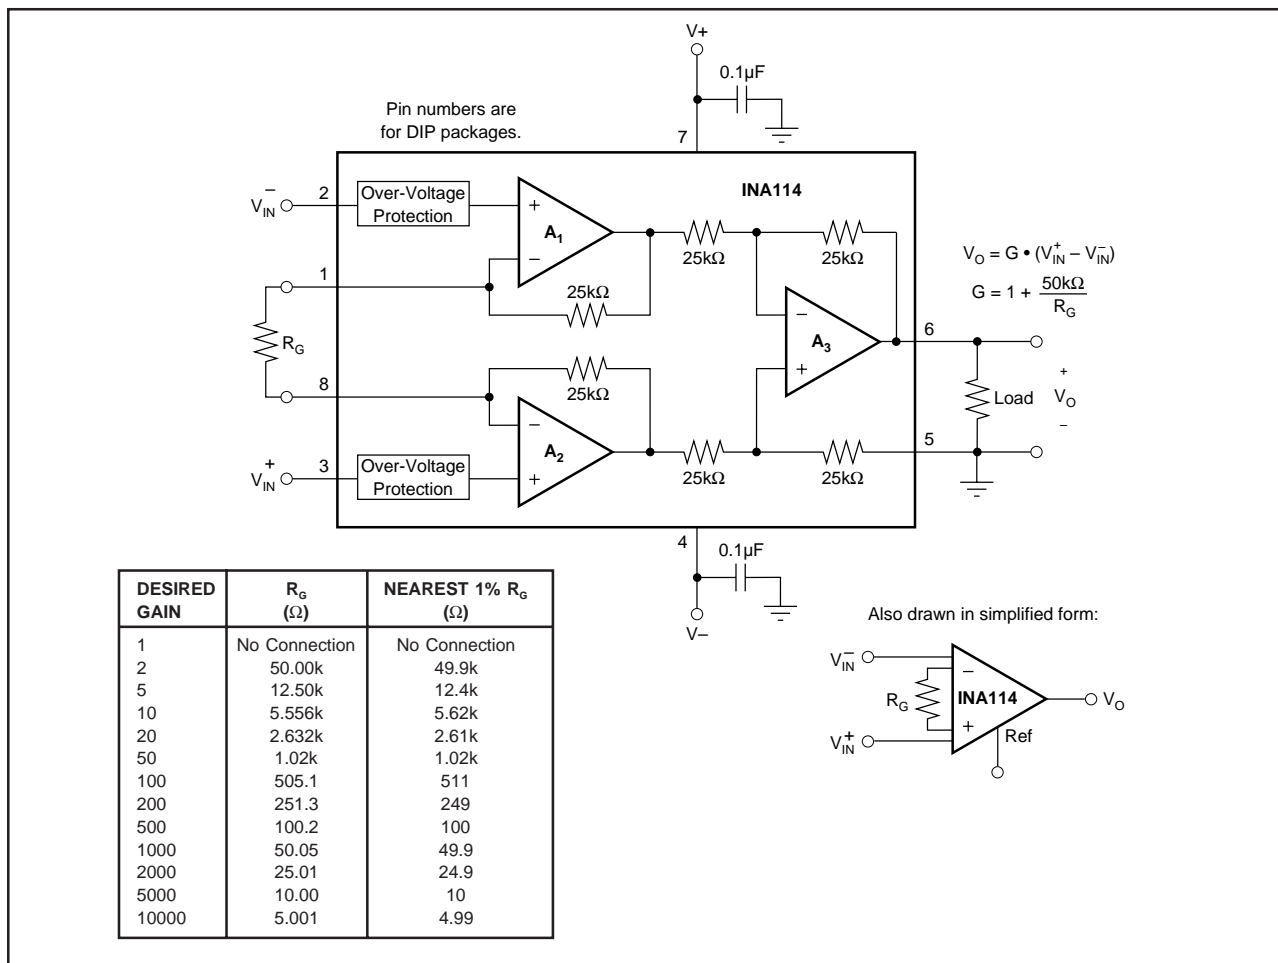 V+
0.1µF
Pin numbers are
for DIP packages.
7
INA114
V⁻IN
2
Over-Voltage
Protection
+
A₁
–
25kΩ
25kΩ
25kΩ
1
R_G
8
25kΩ
–
A₂
+
V⁺IN
3
Over-Voltage
Protection
–
A₃
+
25kΩ
25kΩ
V_O = G • (V⁺IN – V⁻IN)
G = 1 + 50kΩ / R_G
6
Load
+
V_O
–
5
4
0.1µF
V–
DESIRED GAIN | R_G (Ω) | NEAREST 1% R_G (Ω)
1 No Connection No Connection
2 50.00k 49.9k
5 12.50k 12.4k
10 5.556k 5.62k
20 2.632k 2.61k
50 1.02k 1.02k
100 505.1 511
200 251.3 249
500 100.2 100
1000 50.05 49.9
2000 25.01 24.9
5000 10.00 10
10000 5.001 4.99
Also drawn in simplified form:
V⁻IN
–
R_G
INA114
+
V⁺IN
V_O
Ref